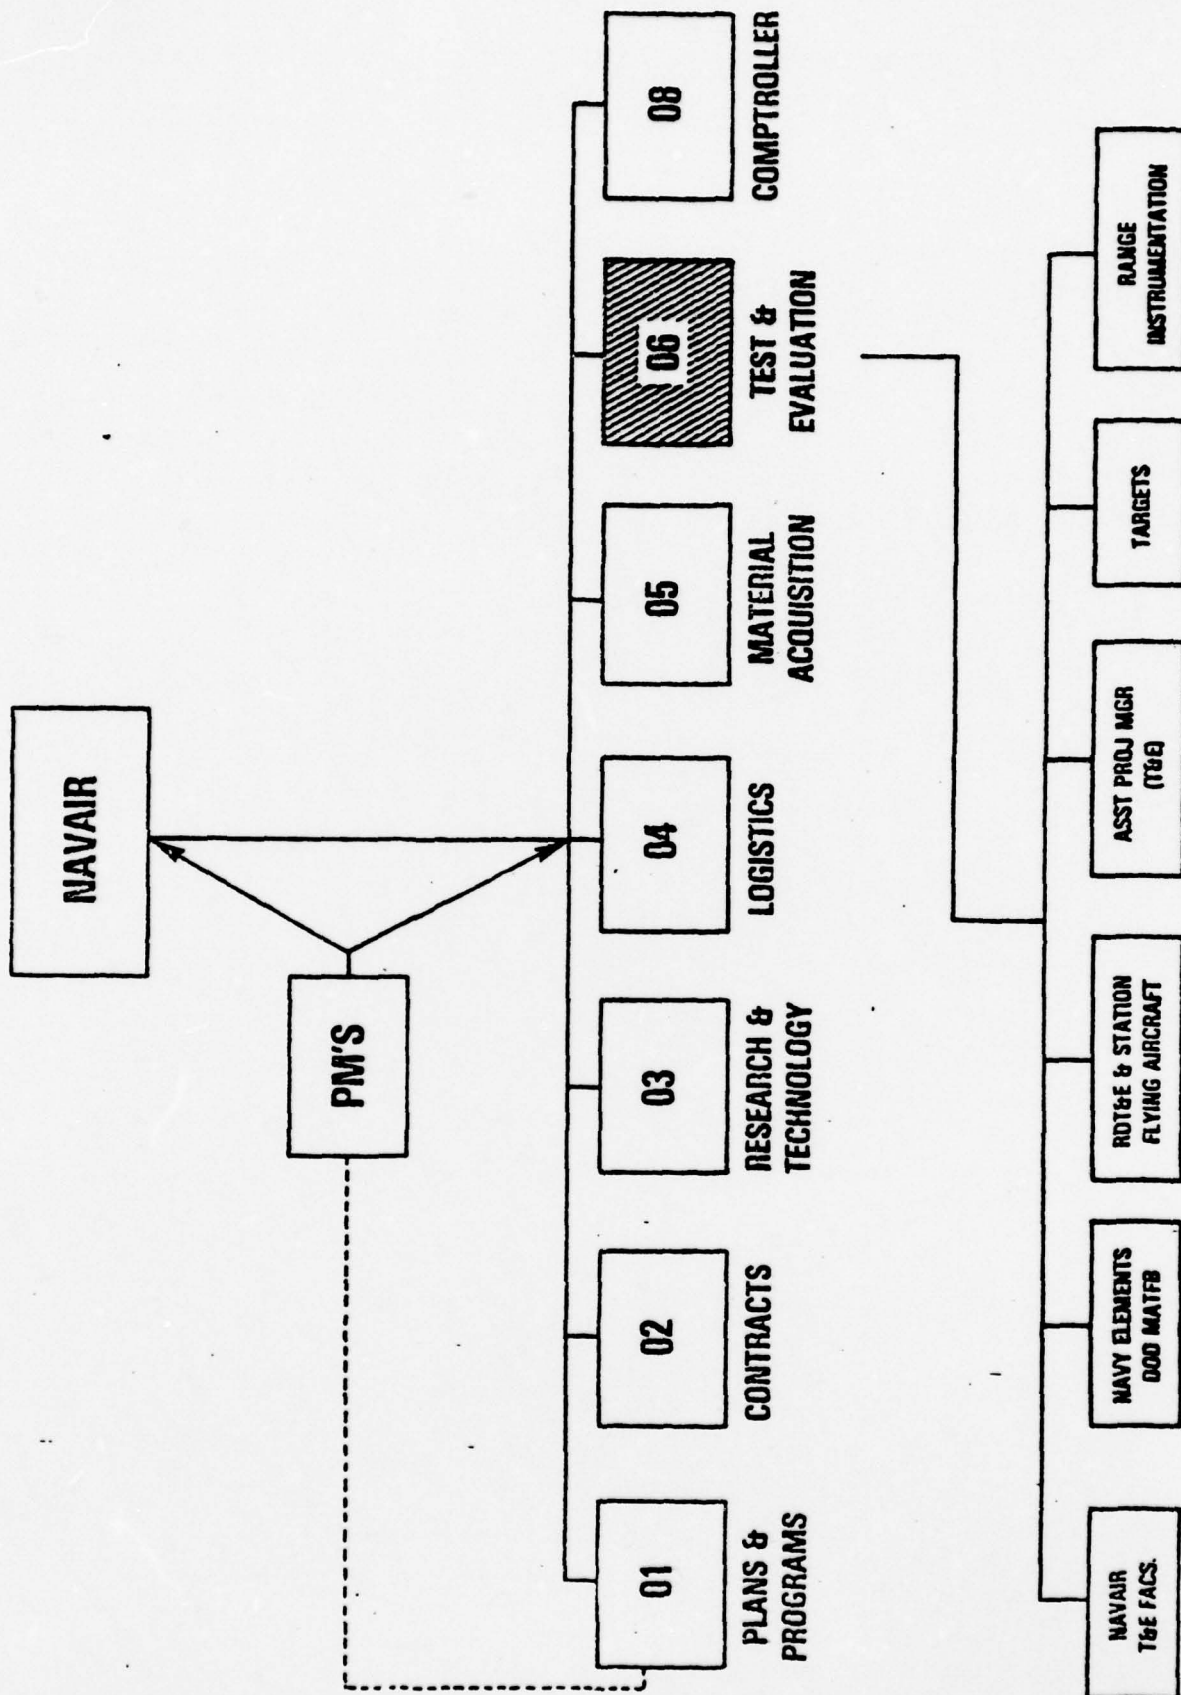 NAVAIR
PM'S
01
PLANS &
PROGRAMS
02
CONTRACTS
03
RESEARCH &
TECHNOLOGY
04
LOGISTICS
05
MATERIAL
ACQUISITION
06
TEST &
EVALUATION
08
COMPTROLLER
NAVAIR
T&E FACS.
NAVY ELEMENTS
DOD MATFB
RDT&E & STATION
FLYING AIRCRAFT
ASST PROJ MGR
(T&E)
TARGETS
RANGE
INSTRUMENTATION